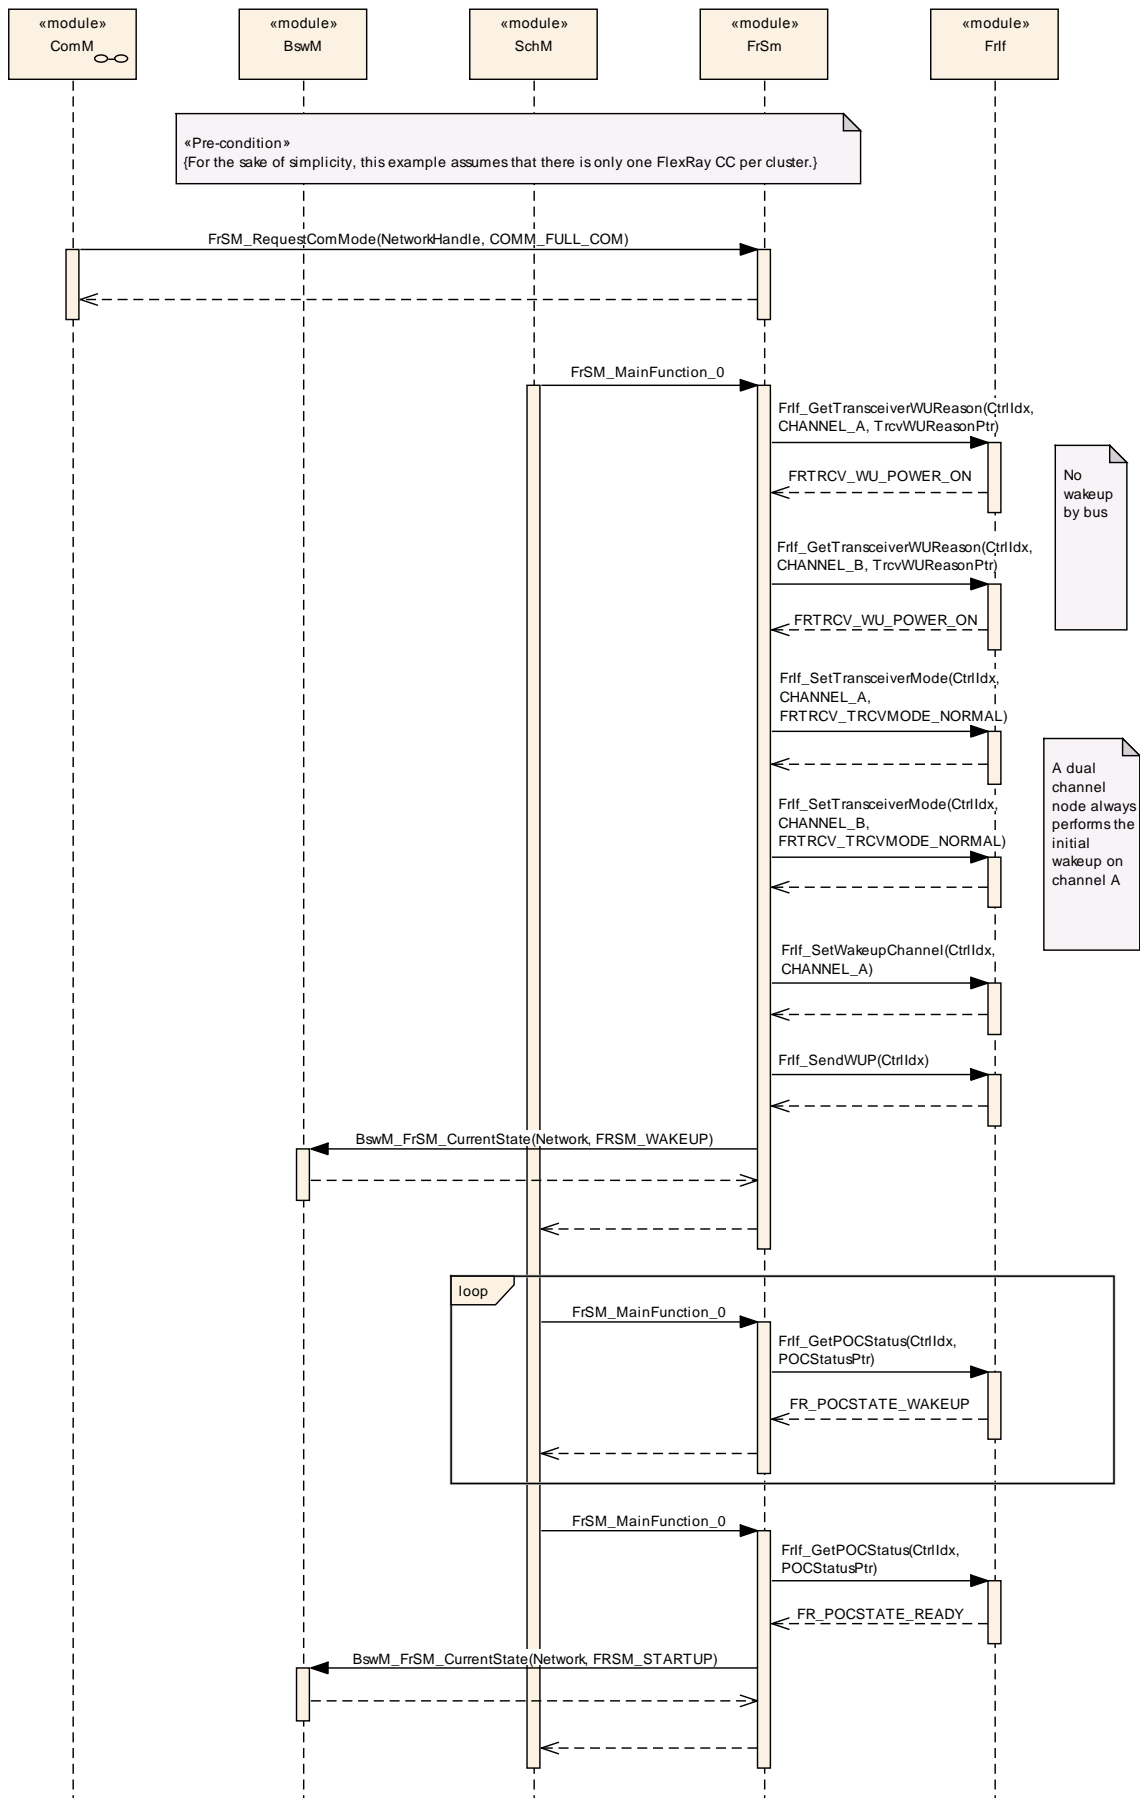 «module»
ComM
«module»
BswM
«module»
SchM
«module»
FrSm
«module»
FrIf
«Pre-condition»
{For the sake of simplicity, this example assumes that there is only one FlexRay CC per cluster.}
FrSM_RequestComMode(NetworkHandle, COMM_FULL_COM)
FrSM_MainFunction_0
FrIf_GetTransceiverWUReason(CtrlIdx,
CHANNEL_A, TrcvWUReasonPtr)
No
wakeup
by bus
FRTRCV_WU_POWER_ON
FrIf_GetTransceiverWUReason(CtrlIdx,
CHANNEL_B, TrcvWUReasonPtr)
FRTRCV_WU_POWER_ON
FrIf_SetTransceiverMode(CtrlIdx,
CHANNEL_A,
FRTRCV_TRCVMODE_NORMAL)
A dual
channel
node always
performs the
initial
wakeup on
channel A
FrIf_SetTransceiverMode(CtrlIdx,
CHANNEL_B,
FRTRCV_TRCVMODE_NORMAL)
FrIf_SetWakeupChannel(CtrlIdx,
CHANNEL_A)
FrIf_SendWUP(CtrlIdx)
BswM_FrSM_CurrentState(Network, FRSM_WAKEUP)
loop
FrSM_MainFunction_0
FrIf_GetPOCStatus(CtrlIdx,
POCStatusPtr)
FR_POCSTATE_WAKEUP
FrSM_MainFunction_0
FrIf_GetPOCStatus(CtrlIdx,
POCStatusPtr)
FR_POCSTATE_READY
BswM_FrSM_CurrentState(Network, FRSM_STARTUP)